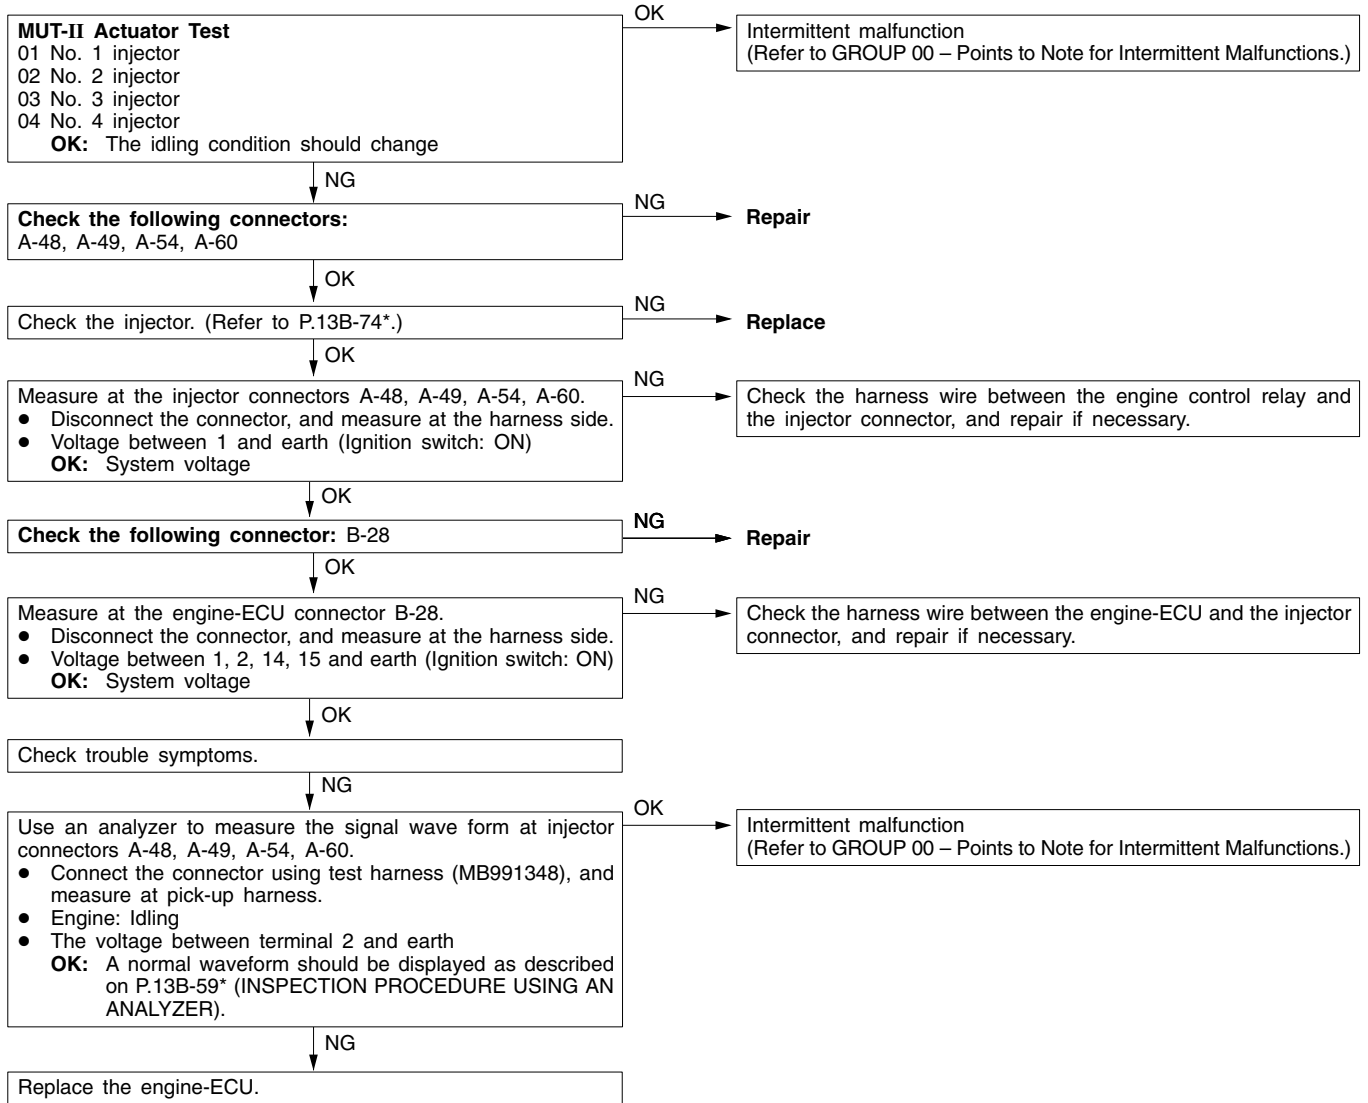 MUT-II Actuator Test
01 No. 1 injector
02 No. 2 injector
03 No. 3 injector
04 No. 4 injector
OK: The idling condition should change
OK
Intermittent malfunction
(Refer to GROUP 00 – Points to Note for Intermittent Malfunctions.)
NG
Check the following connectors:
A-48, A-49, A-54, A-60
NG
Repair
OK
Check the injector. (Refer to P.13B-74*.)
NG
Replace
OK
Measure at the injector connectors A-48, A-49, A-54, A-60.
● Disconnect the connector, and measure at the harness side.
● Voltage between 1 and earth (Ignition switch: ON)
OK: System voltage
NG
Check the harness wire between the engine control relay and
the injector connector, and repair if necessary.
OK
Check the following connector: B-28
NG
Repair
OK
Measure at the engine-ECU connector B-28.
● Disconnect the connector, and measure at the harness side.
● Voltage between 1, 2, 14, 15 and earth (Ignition switch: ON)
OK: System voltage
NG
Check the harness wire between the engine-ECU and the injector
connector, and repair if necessary.
OK
Check trouble symptoms.
NG
Use an analyzer to measure the signal wave form at injector
connectors A-48, A-49, A-54, A-60.
● Connect the connector using test harness (MB991348), and
measure at pick-up harness.
● Engine: Idling
● The voltage between terminal 2 and earth
OK: A normal waveform should be displayed as described
on P.13B-59* (INSPECTION PROCEDURE USING AN
ANALYZER).
OK
Intermittent malfunction
(Refer to GROUP 00 – Points to Note for Intermittent Malfunctions.)
NG
Replace the engine-ECU.